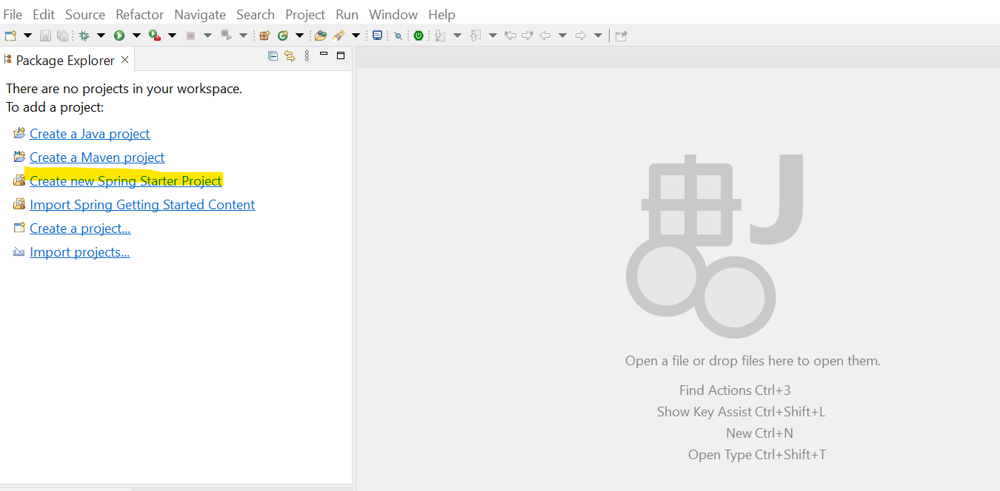 File Edit Source Refactor Navigate Search Project Run Window Help
Package Explorer
There are no projects in your workspace.
To add a project:
Create a Java project
Create a Maven project
Create new Spring Starter Project
Import Spring Getting Started Content
Create a project...
Import projects...
J
Open a file or drop files here to open them.
Find Actions Ctrl+3
Show Key Assist Ctrl+Shift+L
New Ctrl+N
Open Type Ctrl+Shift+T